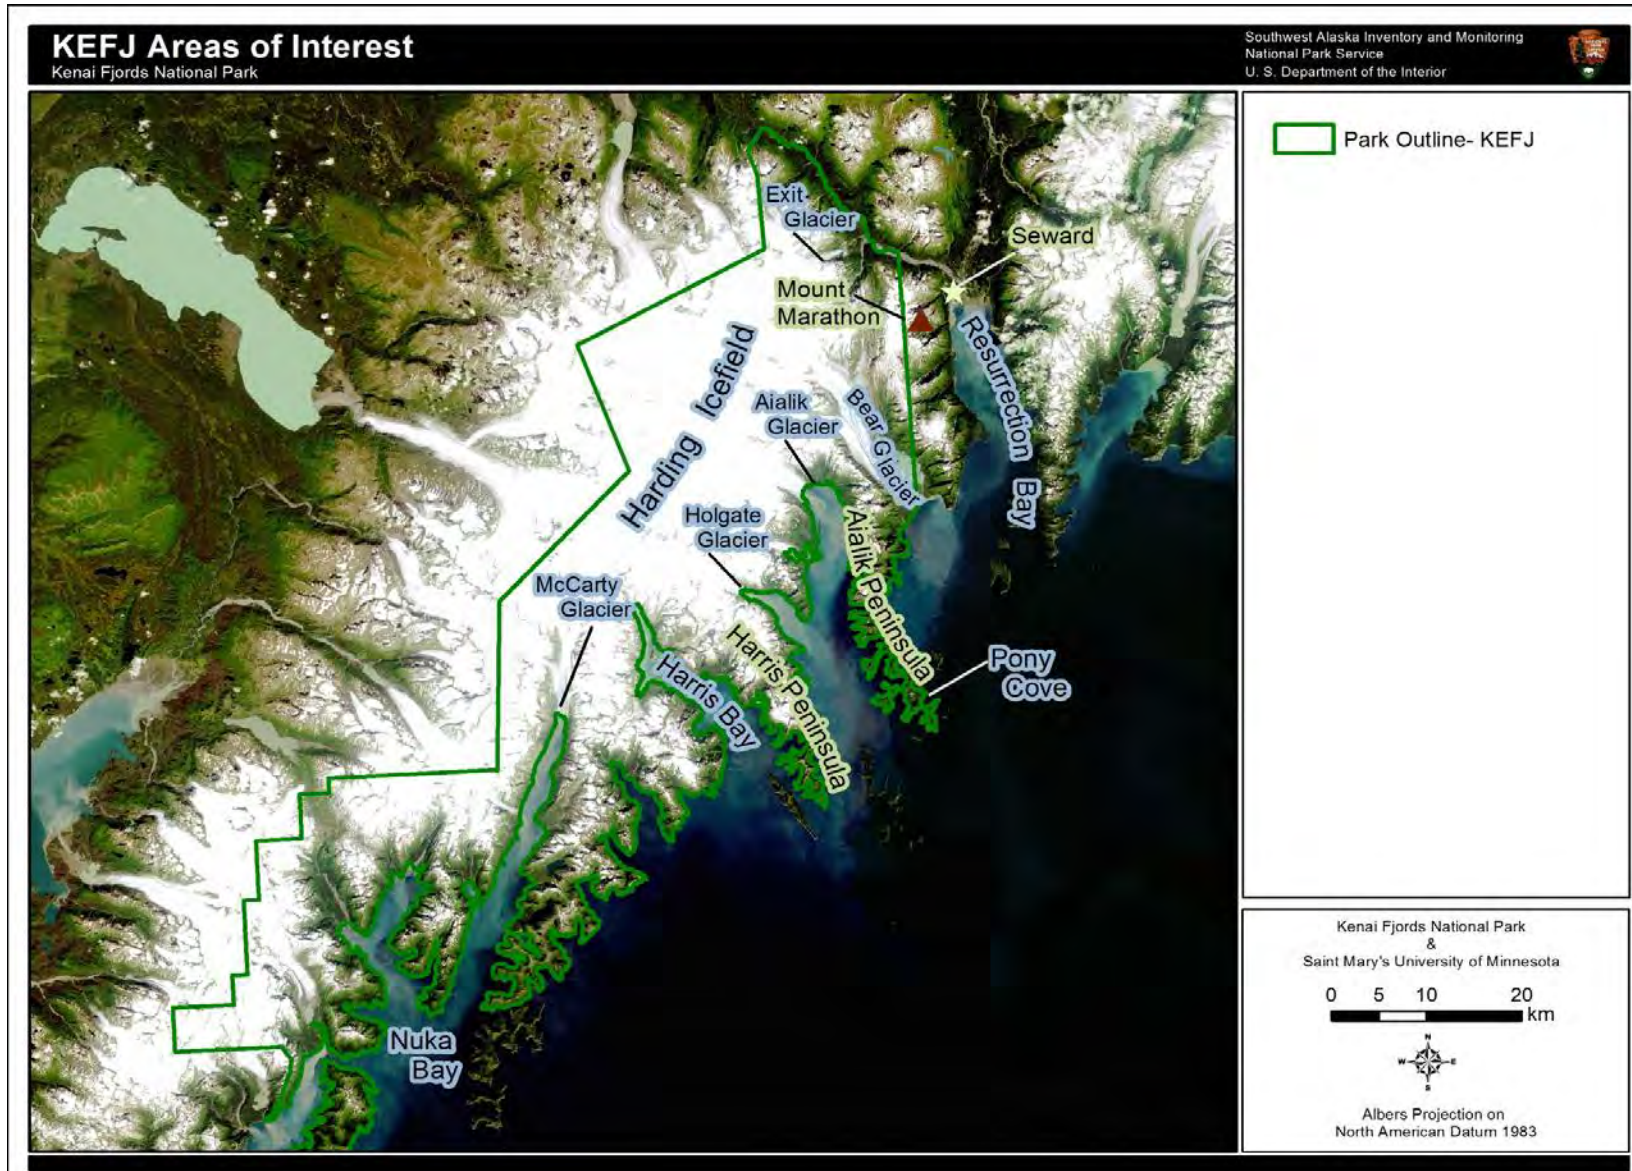 KEFJ Areas of Interest
Kenai Fjords National Park
Southwest Alaska Inventory and Monitoring
National Park Service
U. S. Department of the Interior
Park Outline- KEFJ
Exit
Glacier
Seward
Mount
Marathon
Resurrection Bay
Harding Icefield
Aialik
Glacier
Bear Glacier
Holgate
Glacier
Aialik Peninsula
McCarty
Glacier
Harris Peninsula
Harris Bay
Pony
Cove
Nuka
Bay
Kenai Fjords National Park
&
Saint Mary's University of Minnesota
0 5 10 20
km
N
W E
S
Albers Projection on
North American Datum 1983